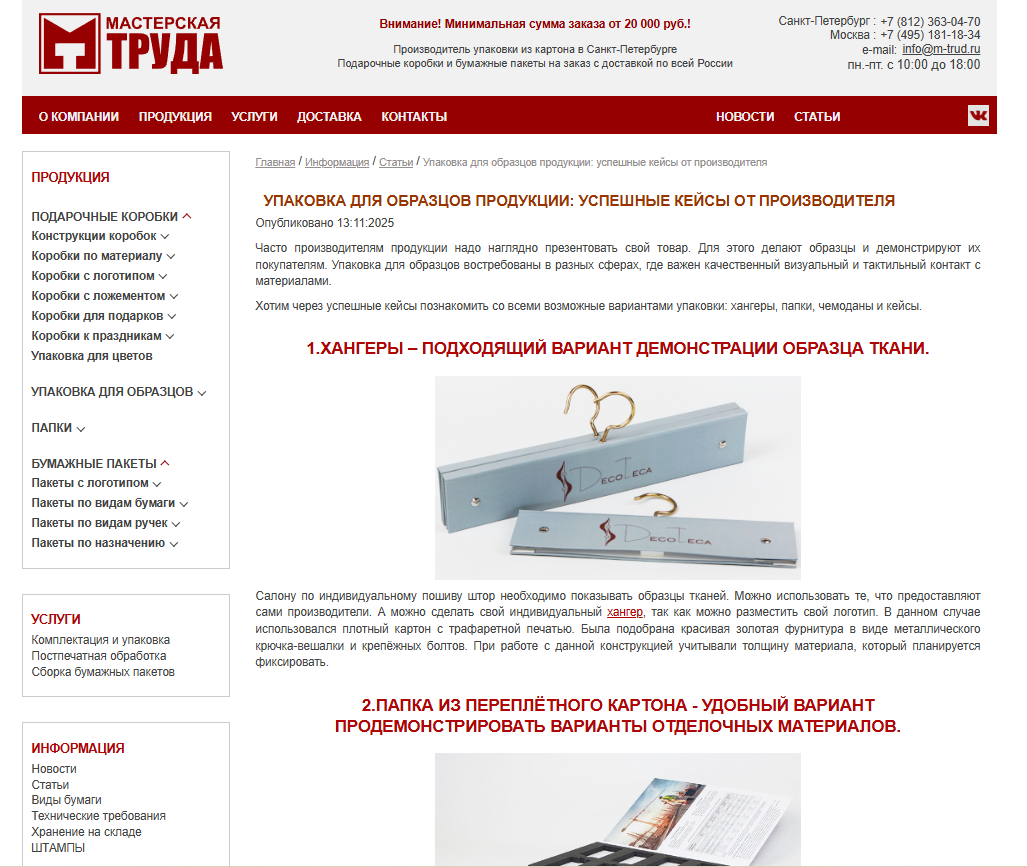 МАСТЕРСКАЯ
ТРУДА
Внимание! Минимальная сумма заказа от 20 000 руб.!
Производитель упаковки из картона в Санкт-Петербурге
Подарочные коробки и бумажные пакеты на заказ с доставкой по всей России
Санкт-Петербург : +7 (812) 363-04-70
Москва : +7 (495) 181-18-34
e-mail: info@m-trud.ru
пн.-пт. с 10:00 до 18:00
О КОМПАНИИ ПРОДУКЦИЯ УСЛУГИ ДОСТАВКА КОНТАКТЫ НОВОСТИ СТАТЬИ
ПРОДУКЦИЯ
ПОДАРОЧНЫЕ КОРОБКИ
Конструкции коробок
Коробки по материалу
Коробки с логотипом
Коробки с ложементом
Коробки для подарков
Коробки к праздникам
Упаковка для цветов
УПАКОВКА ДЛЯ ОБРАЗЦОВ
ПАПКИ
БУМАЖНЫЕ ПАКЕТЫ
Пакеты с логотипом
Пакеты по видам бумаги
Пакеты по видам ручек
Пакеты по назначению
УСЛУГИ
Комплектация и упаковка
Постпечатная обработка
Сборка бумажных пакетов
ИНФОРМАЦИЯ
Новости
Статьи
Виды бумаги
Технические требования
Хранение на складе
ШТАМПЫ
Главная / Информация / Статьи / Упаковка для образцов продукции: успешные кейсы от производителя
УПАКОВКА ДЛЯ ОБРАЗЦОВ ПРОДУКЦИИ: УСПЕШНЫЕ КЕЙСЫ ОТ ПРОИЗВОДИТЕЛЯ
Опубликовано 13:11:2025
Часто производителям продукции надо наглядно презентовать свой товар. Для этого делают образцы и демонстрируют их
покупателям. Упаковка для образцов востребованы в разных сферах, где важен качественный визуальный и тактильный контакт с
материалами.
Хотим через успешные кейсы познакомить со всеми возможные вариантами упаковки: хангеры, папки, чемоданы и кейсы.
1.ХАНГЕРЫ – ПОДХОДЯЩИЙ ВАРИАНТ ДЕМОНСТРАЦИИ ОБРАЗЦА ТКАНИ.
DECOTECA
DECOTECA
Салону по индивидуальному пошиву штор необходимо показывать образцы тканей. Можно использовать те, что предоставляют
сами производители. А можно сделать свой индивидуальный хангер, так как можно разместить свой логотип. В данном случае
использовался плотный картон с трафаретной печатью. Была подобрана красивая золотая фурнитура в виде металлического
крючка-вешалки и крепёжных болтов. При работе с данной конструкцией учитывали толщину материала, который планируется
фиксировать.
2.ПАПКА ИЗ ПЕРЕПЛЁТНОГО КАРТОНА - УДОБНЫЙ ВАРИАНТ
ПРОДЕМОНСТРИРОВАТЬ ВАРИАНТЫ ОТДЕЛОЧНЫХ МАТЕРИАЛОВ.